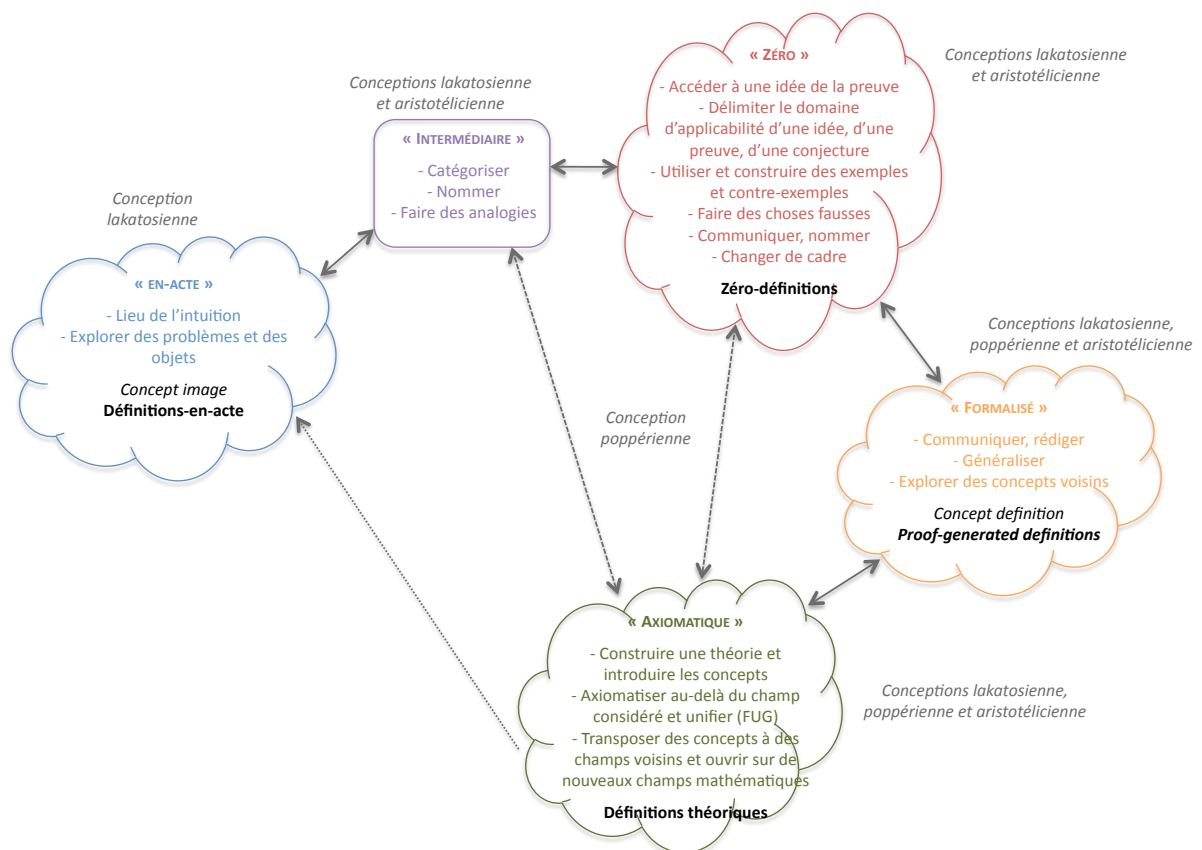 Conception
lakatosienne
« EN-ACTE »
- Lieu de l’intuition
- Explorer des problèmes et des
objets
Concept image
Définitions-en-acte
Conceptions lakatosienne
et aristotélicienne
« INTERMÉDIAIRE »
- Catégoriser
- Nommer
- Faire des analogies
« ZÉRO »
- Accéder à une idée de la preuve
- Délimiter le domaine
d’applicabilité d’une idée, d’une
preuve, d’une conjecture
- Utiliser et construire des exemples
et contre-exemples
- Faire des choses fausses
- Communiquer, nommer
- Changer de cadre
Zéro-définitions
Conceptions lakatosienne
et aristotélicienne
Conceptions lakatosienne,
poppérienne et aristotélicienne
« FORMALISÉ »
- Communiquer, rédiger
- Généraliser
- Explorer des concepts voisins
Concept definition
Proof-generated definitions
Conception
poppérienne
« AXIOMATIQUE »
- Construire une théorie et
introduire les concepts
- Axiomatiser au-delà du champ
considéré et unifier (FUG)
- Transposer des concepts à des
champs voisins et ouvrir sur de
nouveaux champs mathématiques
Définitions théoriques
Conceptions lakatosienne,
poppérienne et aristotélicienne